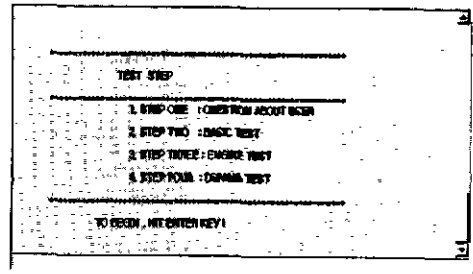 TEST STEP
1. STEP ONE : QUESTION ABOUT USER
2. STEP TWO : BASIC TEST
3. STEP THREE : ENGINE TEST
4. STEP FOUR : TEST
TO BEGIN , HIT ENTER KEY !